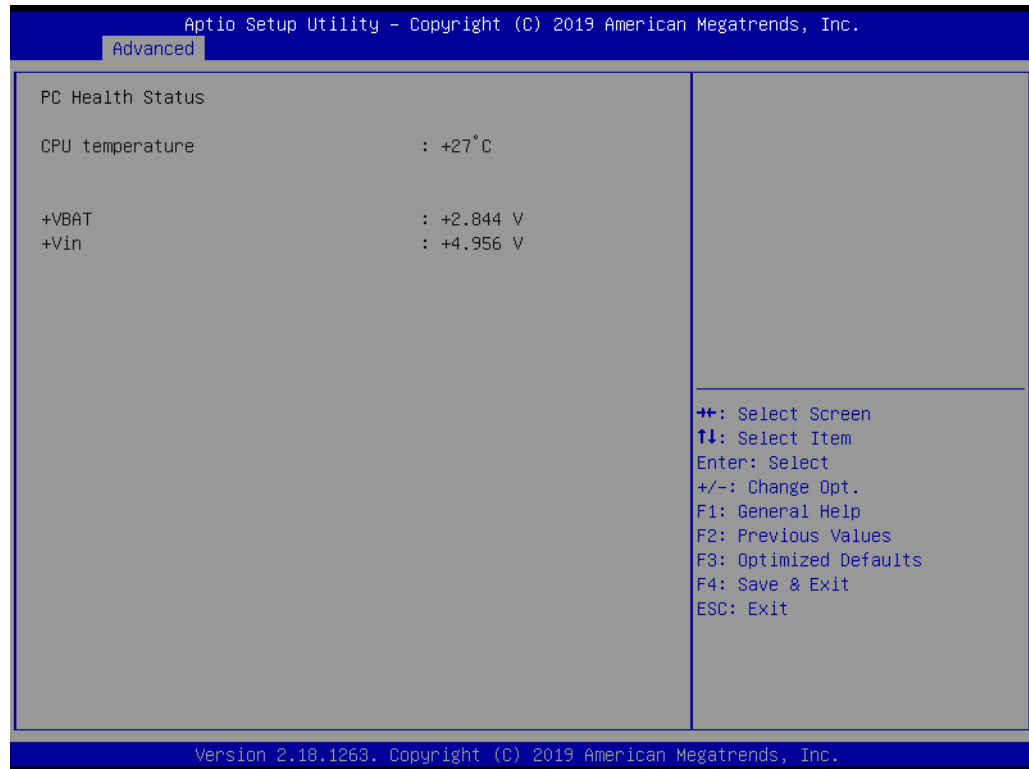 Aptio Setup Utility – Copyright (C) 2019 American Megatrends, Inc.
Advanced
PC Health Status
CPU temperature : +27°C
+VBAT : +2.844 V
+Vin : +4.956 V
→←: Select Screen
↑↓: Select Item
Enter: Select
+/-: Change Opt.
F1: General Help
F2: Previous Values
F3: Optimized Defaults
F4: Save & Exit
ESC: Exit
Version 2.18.1263. Copyright (C) 2019 American Megatrends, Inc.